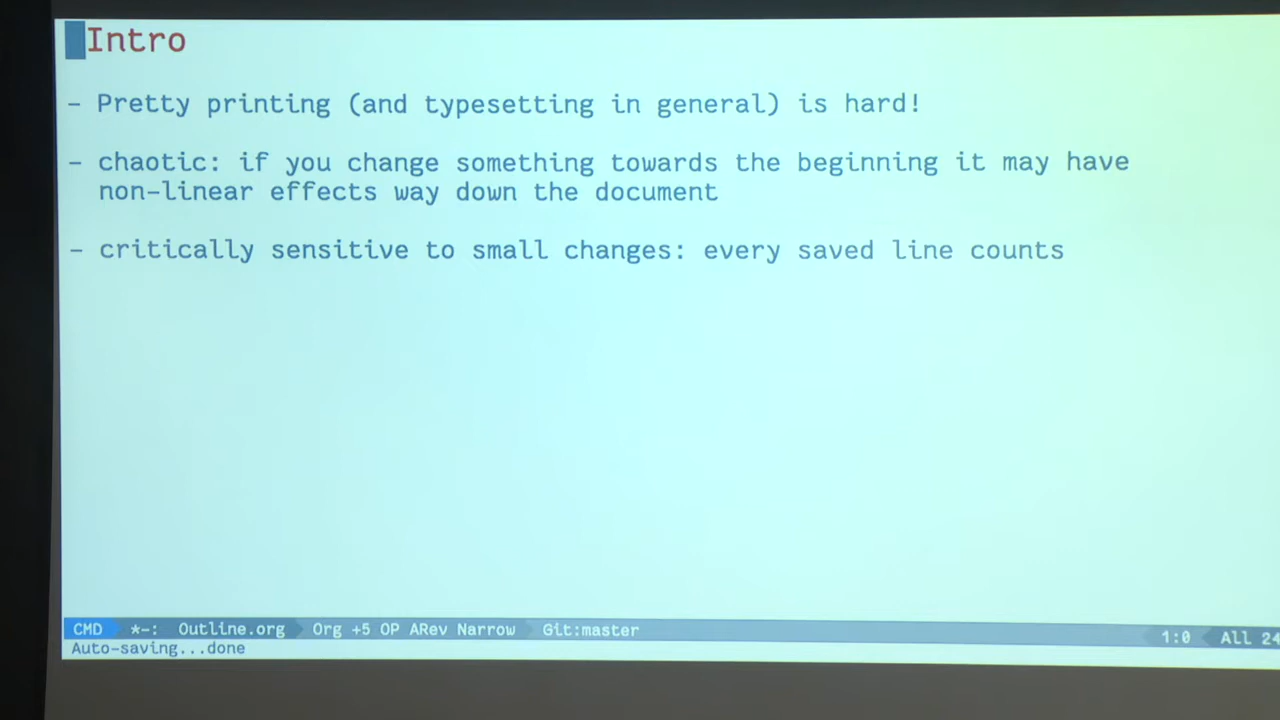 Intro
- Pretty printing (and typesetting in general) is hard!
- chaotic: if you change something towards the beginning it may have
non-linear effects way down the document
- critically sensitive to small changes: every saved line counts
CMD *-: Outline.org Org +5 OP ARev Narrow Git:master 1:0 All 24
Auto-saving...done